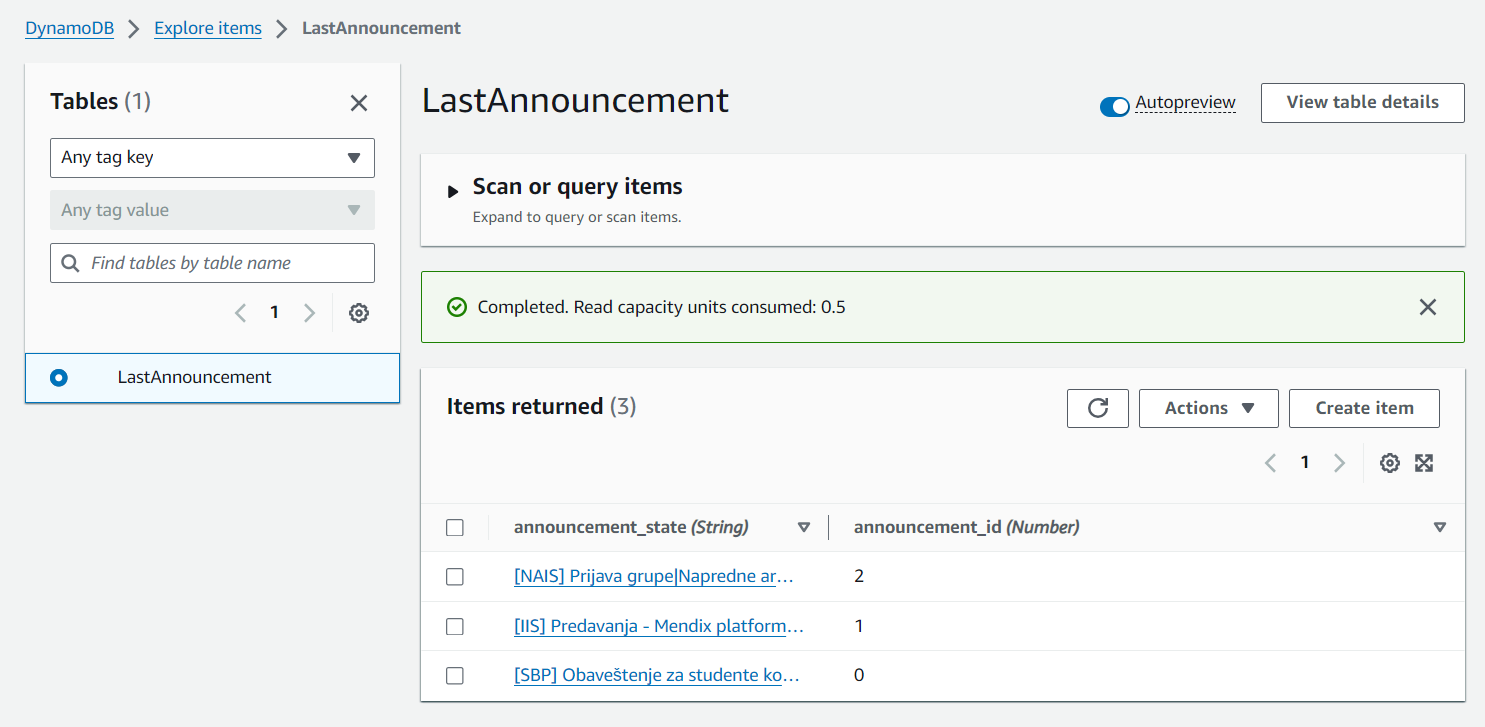 DynamoDB > Explore items > LastAnnouncement
Tables (1)
Any tag key
Any tag value
Find tables by table name
1
LastAnnouncement
LastAnnouncement
Autopreview
View table details
Scan or query items
Expand to query or scan items.
Completed. Read capacity units consumed: 0.5
Items returned (3)
Actions
Create item
1
announcement_state (String) announcement_id (Number)
[NAIS] Prijava grupe|Napredne ar… 2
[IIS] Predavanja - Mendix platform… 1
[SBP] Obaveštenje za studente ko… 0